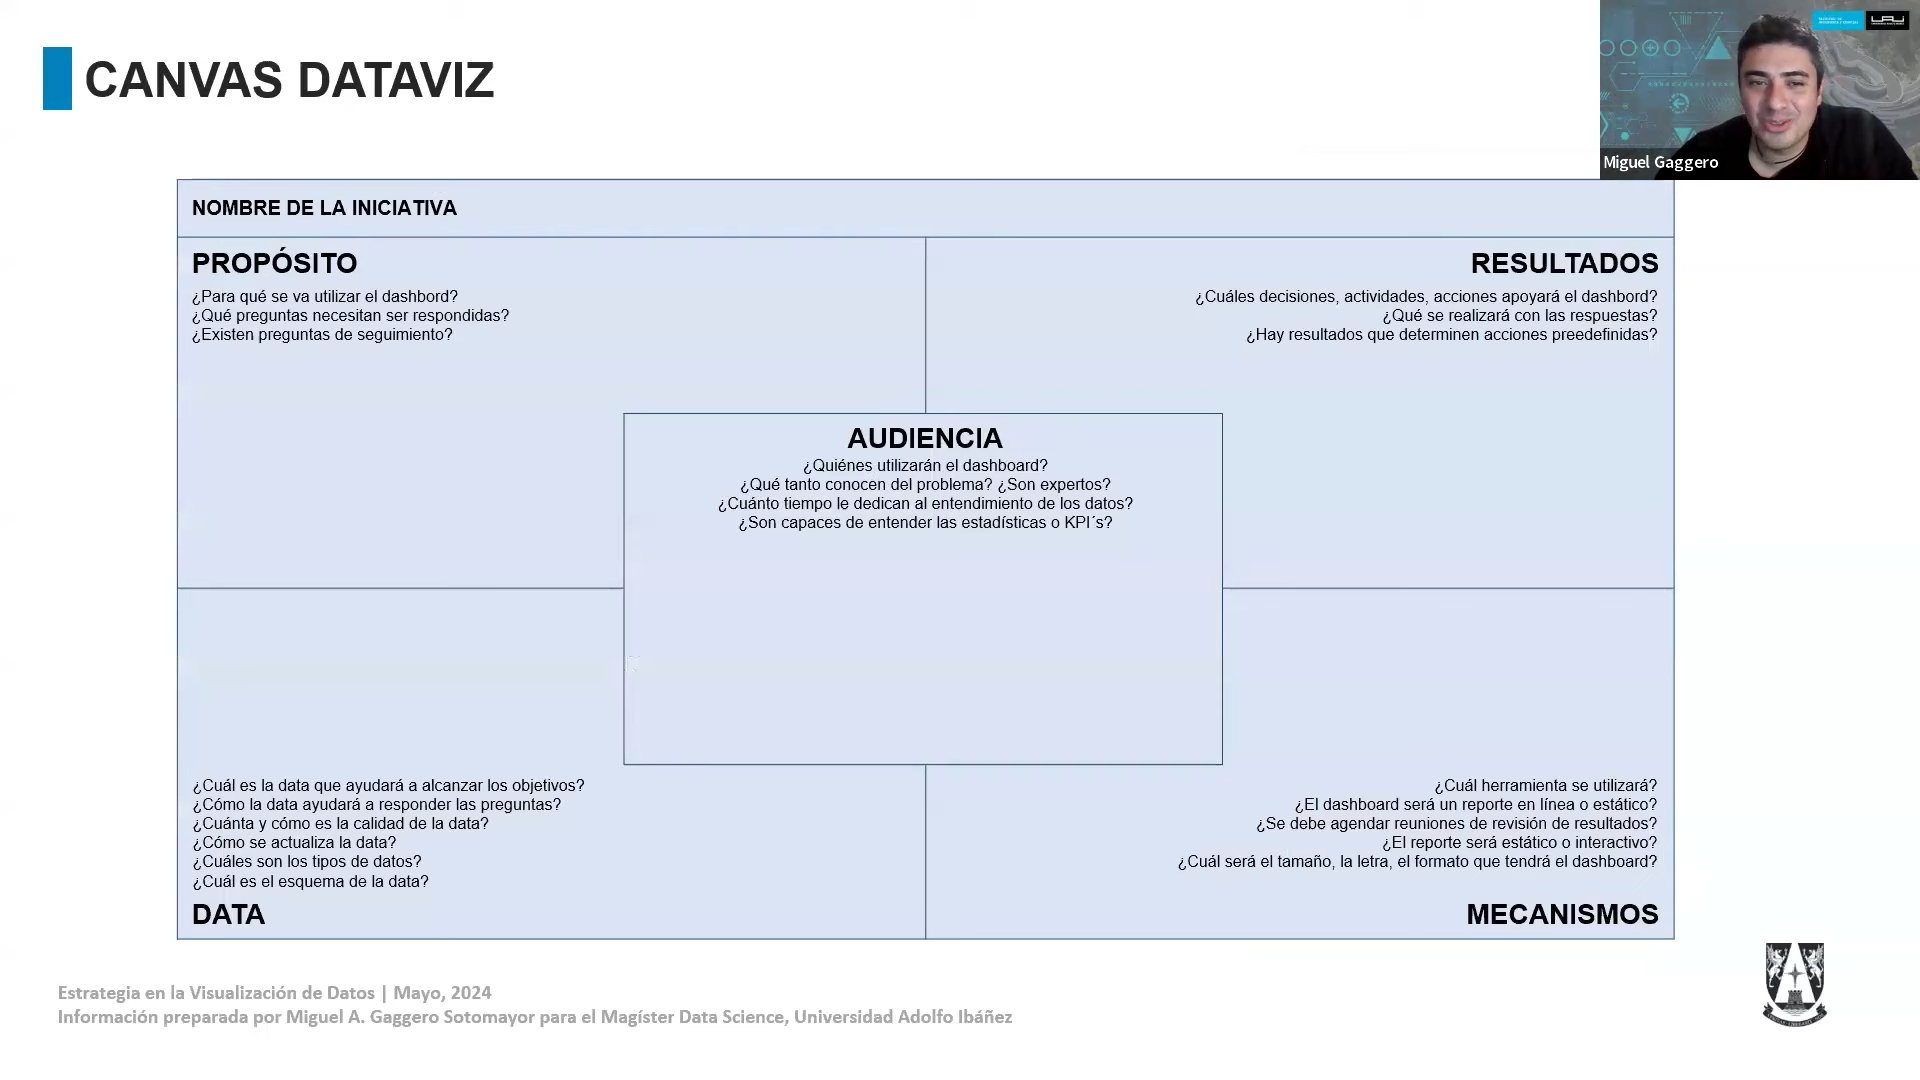 CANVAS DATAVIZ
Miguel Gaggero
NOMBRE DE LA INICIATIVA
PROPÓSITO
¿Para qué se va utilizar el dashbord?
¿Qué preguntas necesitan ser respondidas?
¿Existen preguntas de seguimiento?
RESULTADOS
¿Cuáles decisiones, actividades, acciones apoyará el dashbord?
¿Qué se realizará con las respuestas?
¿Hay resultados que determinen acciones preedefinidas?
AUDIENCIA
¿Quiénes utilizarán el dashboard?
¿Qué tanto conocen del problema? ¿Son expertos?
¿Cuánto tiempo le dedican al entendimiento de los datos?
¿Son capaces de entender las estadísticas o KPI´s?
¿Cuál es la data que ayudará a alcanzar los objetivos?
¿Cómo la data ayudará a responder las preguntas?
¿Cuánta y cómo es la calidad de la data?
¿Cómo se actualiza la data?
¿Cuáles son los tipos de datos?
¿Cuál es el esquema de la data?
DATA
¿Cuál herramienta se utilizará?
¿El dashboard será un reporte en línea o estático?
¿Se debe agendar reuniones de revisión de resultados?
¿El reporte será estático o interactivo?
¿Cuál será el tamaño, la letra, el formato que tendrá el dashboard?
MECANISMOS
Estrategia en la Visualización de Datos | Mayo, 2024
Información preparada por Miguel A. Gaggero Sotomayor para el Magíster Data Science, Universidad Adolfo Ibáñez